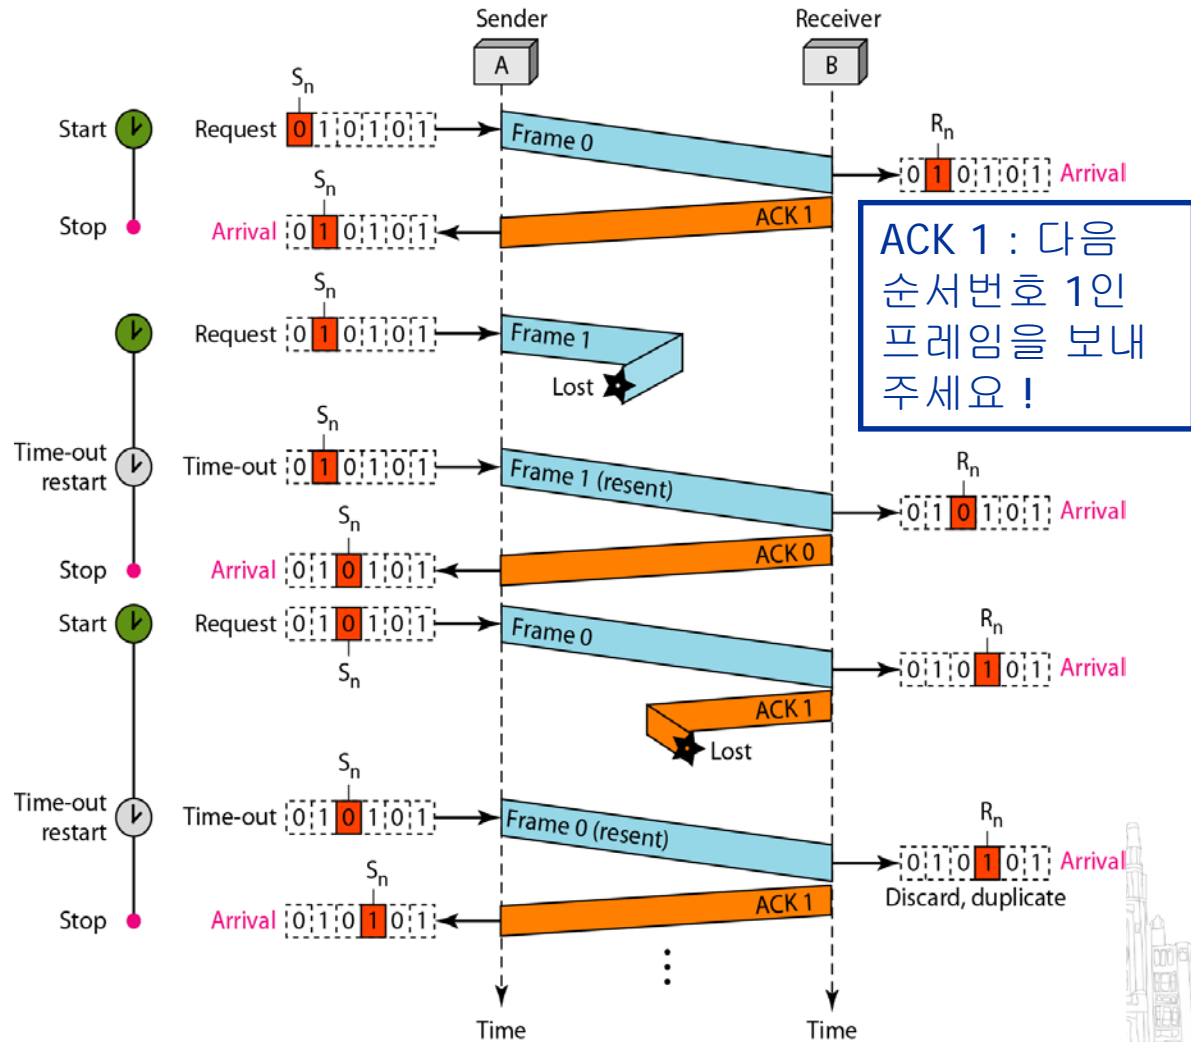 Sender Receiver
A B
Sn
Start Request 0 1 0 1 0 1 Frame 0
Rn
0 1 0 1 0 1 Arrival
Sn
Stop Arrival 0 1 0 1 0 1 ACK 1
ACK 1 : 다음
순서번호 1인
프레임을 보내
주세요 !
Sn
Request 0 1 0 1 0 1 Frame 1
Lost
Sn
Time-out
restart
Time-out 0 1 0 1 0 1 Frame 1 (resent)
Rn
0 1 0 1 0 1 Arrival
Sn
Stop Arrival 0 1 0 1 0 1 ACK 0
Start Request 0 1 0 1 0 1 Frame 0
Sn
Rn
0 1 0 1 0 1 Arrival
ACK 1
Lost
Sn
Time-out
restart
Time-out 0 1 0 1 0 1 Frame 0 (resent)
Rn
0 1 0 1 0 1 Arrival
Discard, duplicate
Sn
Stop Arrival 0 1 0 1 0 1 ACK 1
Time Time